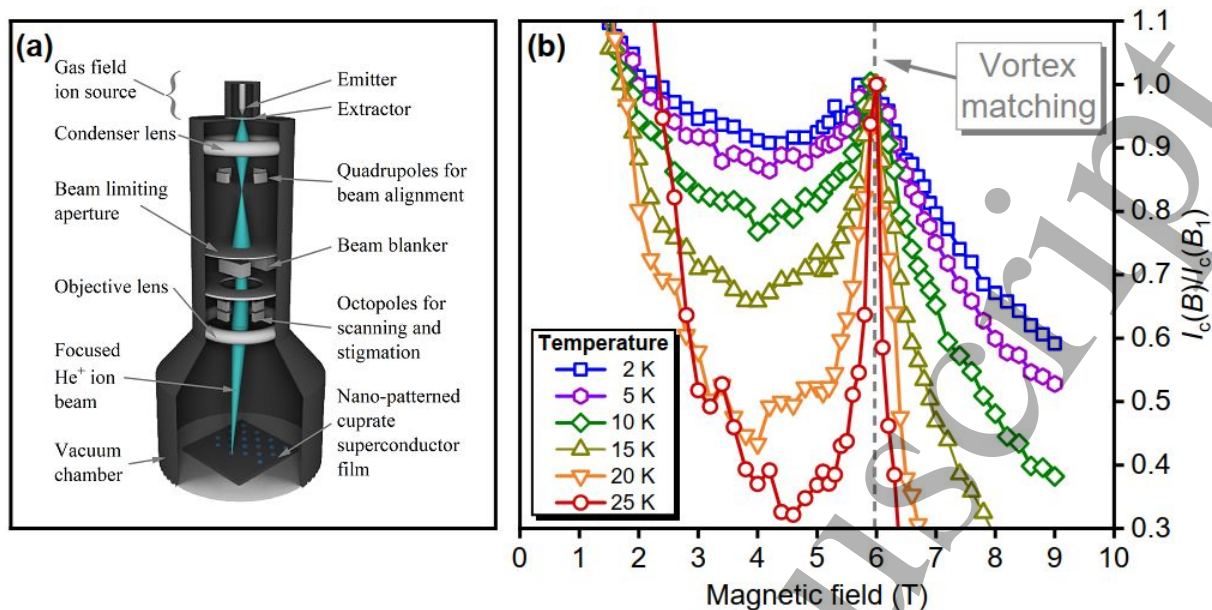 (a)
Gas field
ion source
Emitter
Extractor
Condenser lens
Quadrupoles for
beam alignment
Beam limiting
aperture
Beam blanker
Objective lens
Octopoles for
scanning and
stigmation
Focused
He⁺ ion
beam
Nano-patterned
cuprate
superconductor
film
Vacuum
chamber
(b)
Vortex
matching
Temperature
2 K
5 K
10 K
15 K
20 K
25 K
1.1
1.0
0.9
0.8
0.7
0.6
0.5
0.4
0.3
I_c(B)/I_c(B_1)
0 1 2 3 4 5 6 7 8 9 10
Magnetic field (T)
uscript